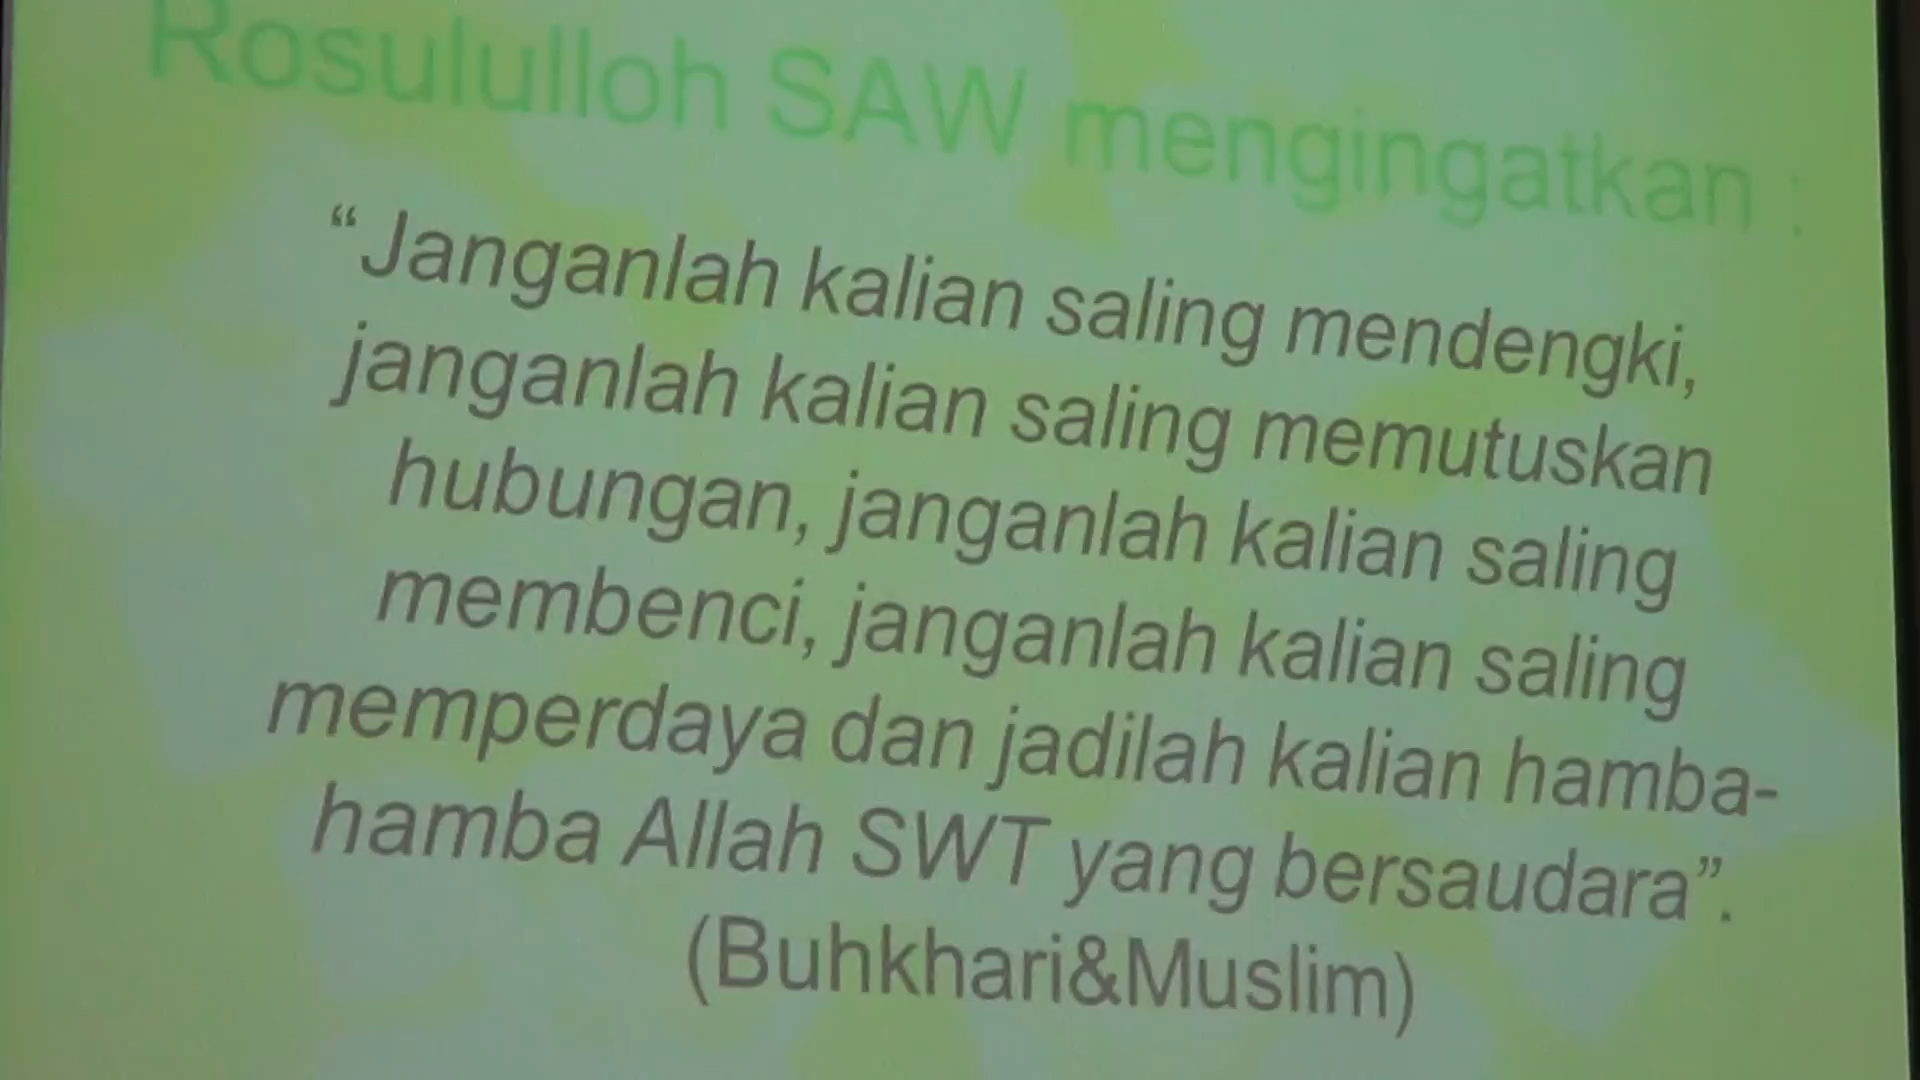 Rosululloh SAW mengingatkan :
“Janganlah kalian saling mendengki,
janganlah kalian saling memutuskan
hubungan, janganlah kalian saling
membenci, janganlah kalian saling
memperdaya dan jadilah kalian hamba-
hamba Allah SWT yang bersaudara”.
(Buhkhari&Muslim)